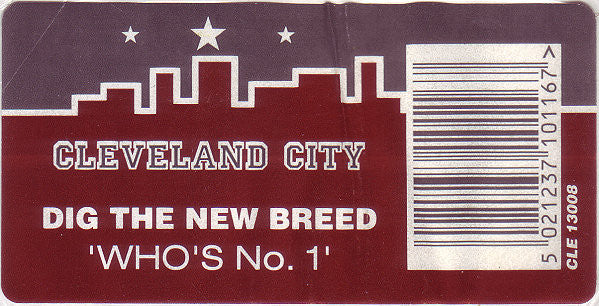 CLEVELAND CITY
DIG THE NEW BREED
'WHO'S No. 1'
5 021237 101167 >
CLE 13008